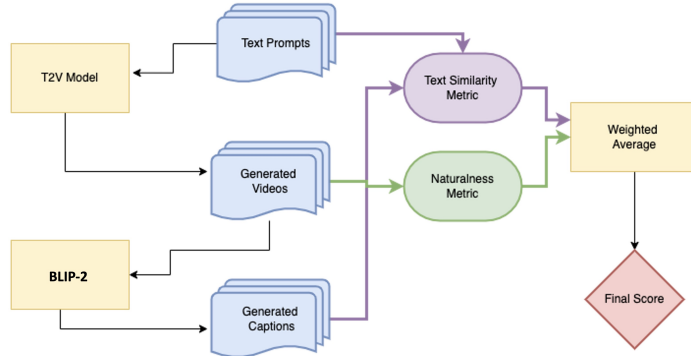 Text Prompts
T2V Model
Text Similarity
Metric
Weighted
Average
Generated
Videos
Naturalness
Metric
BLIP-2
Generated
Captions
Final Score